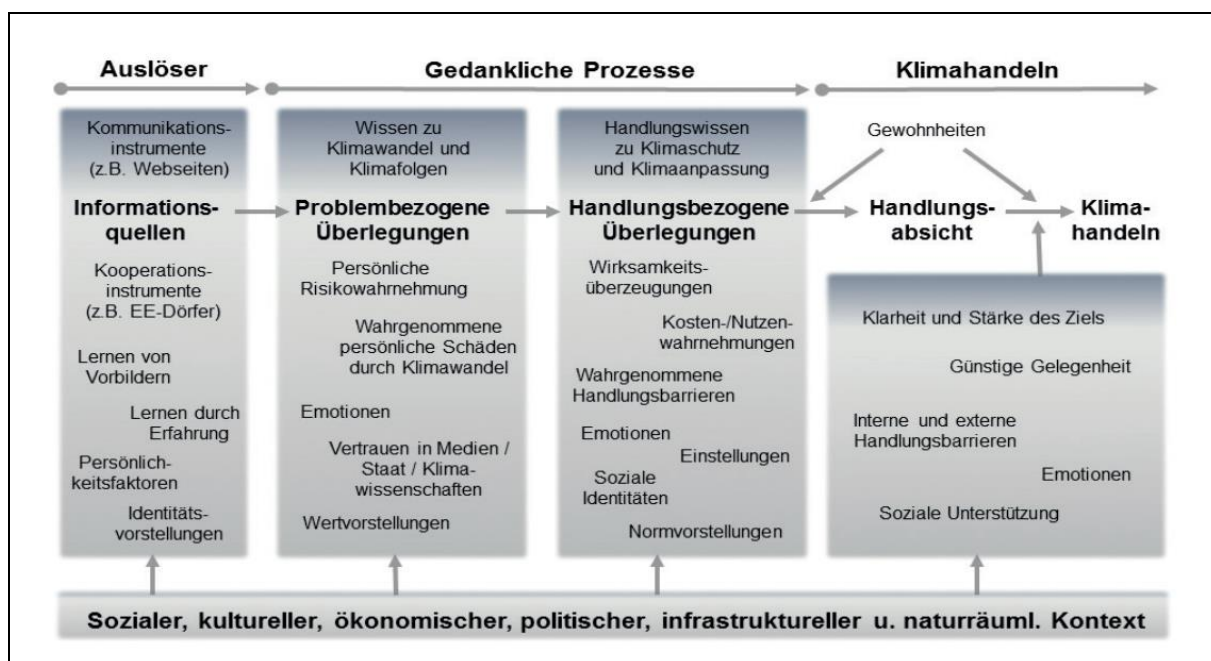 Auslöser
Gedankliche Prozesse
Klimahandeln
Kommunikations-
instrumente
(z.B. Webseiten)
Informations-
quellen
Kooperations-
instrumente
(z.B. EE-Dörfer)
Lernen von
Vorbildern
Lernen durch
Erfahrung
Persönlich-
keitsfaktoren
Identitäts-
vorstellungen
Wissen zu
Klimawandel und
Klimafolgen
Problembezogene
Überlegungen
Persönliche
Risikowahrnehmung
Wahrgenommene
persönliche Schäden
durch Klimawandel
Emotionen
Vertrauen in Medien /
Staat / Klima-
wissenschaften
Wertvorstellungen
Handlungswissen
zu Klimaschutz
und Klimaanpassung
Handlungsbezogene
Überlegungen
Wirksamkeits-
überzeugungen
Kosten-/Nutzen-
wahrnehmungen
Wahrgenommene
Handlungsbarrieren
Emotionen
Einstellungen
Soziale
Identitäten
Normvorstellungen
Gewohnheiten
Handlungs-
absicht
Klima-
handeln
Klarheit und Stärke des Ziels
Günstige Gelegenheit
Interne und externe
Handlungsbarrieren
Emotionen
Soziale Unterstützung
Sozialer, kultureller, ökonomischer, politischer, infrastruktureller u. naturräuml. Kontext